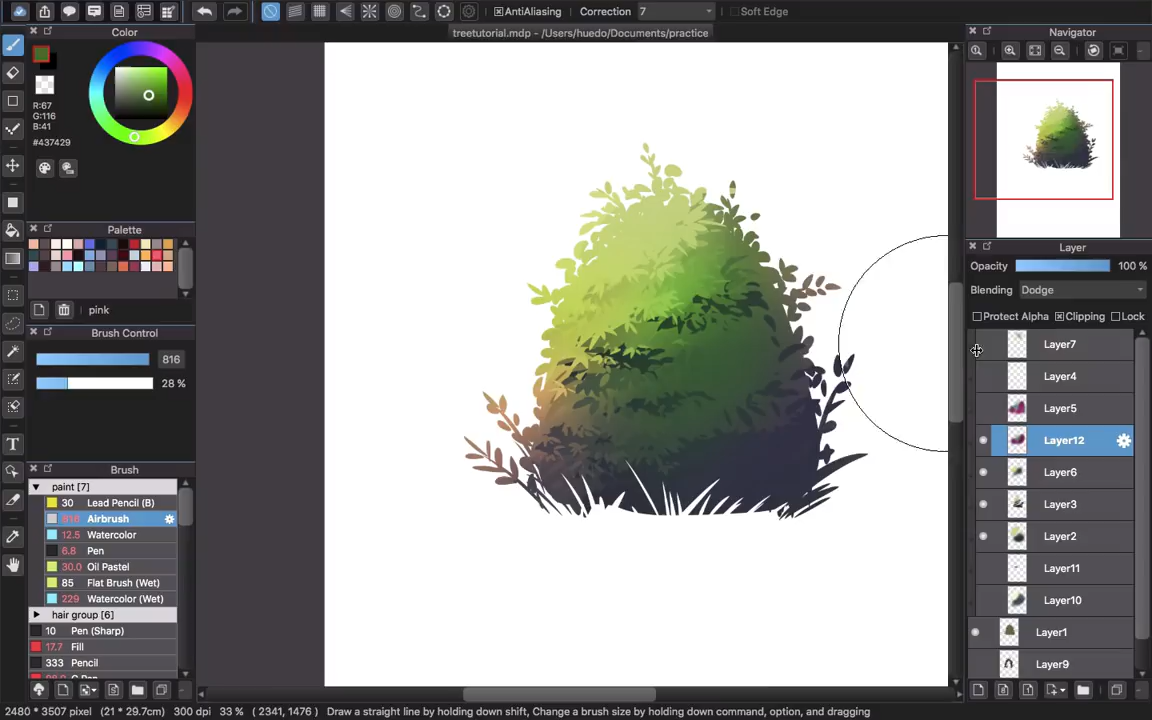 AntiAliasing Correction 7 Soft Edge
treetutorial.mdp - /Users/huedo/Documents/practice
Color
R:67
G:116
B:41
#437429
Palette
pink
Brush Control
816
28 %
Brush
paint [7]
30 Lead Pencil (B)
816 Airbrush
12.5 Watercolor
6.8 Pen
30.0 Oil Pastel
85 Flat Brush (Wet)
229 Watercolor (Wet)
hair group [6]
10 Pen (Sharp)
17.7 Fill
333 Pencil
Navigator
Layer
Opacity 100 %
Blending Dodge
Protect Alpha Clipping Lock
Layer7
Layer4
Layer5
Layer12
Layer6
Layer3
Layer2
Layer11
Layer10
Layer1
Layer9
2480 * 3507 pixel (21 * 29.7cm) 300 dpi 33 % ( 2341, 1476 ) Draw a straight line by holding down shift, Change a brush size by holding down command, option, and dragging